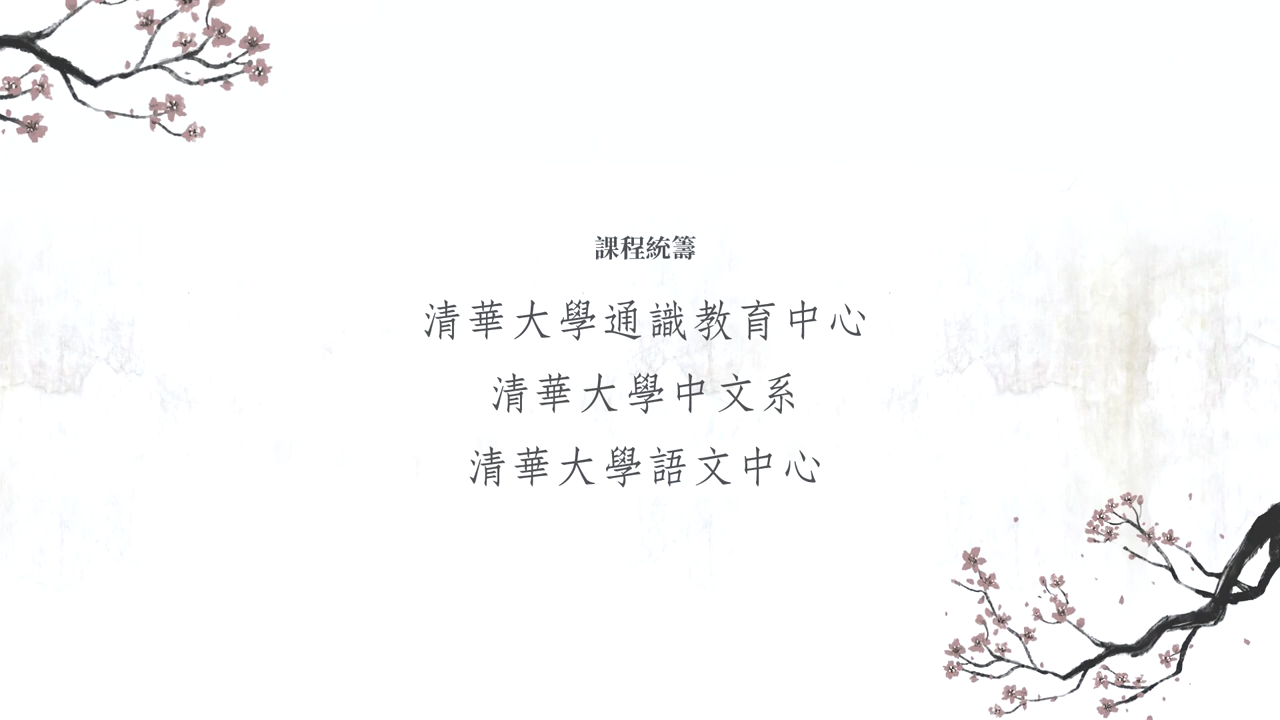 課程統籌
清華大學通識教育中心
清華大學中文系
清華大學語文中心